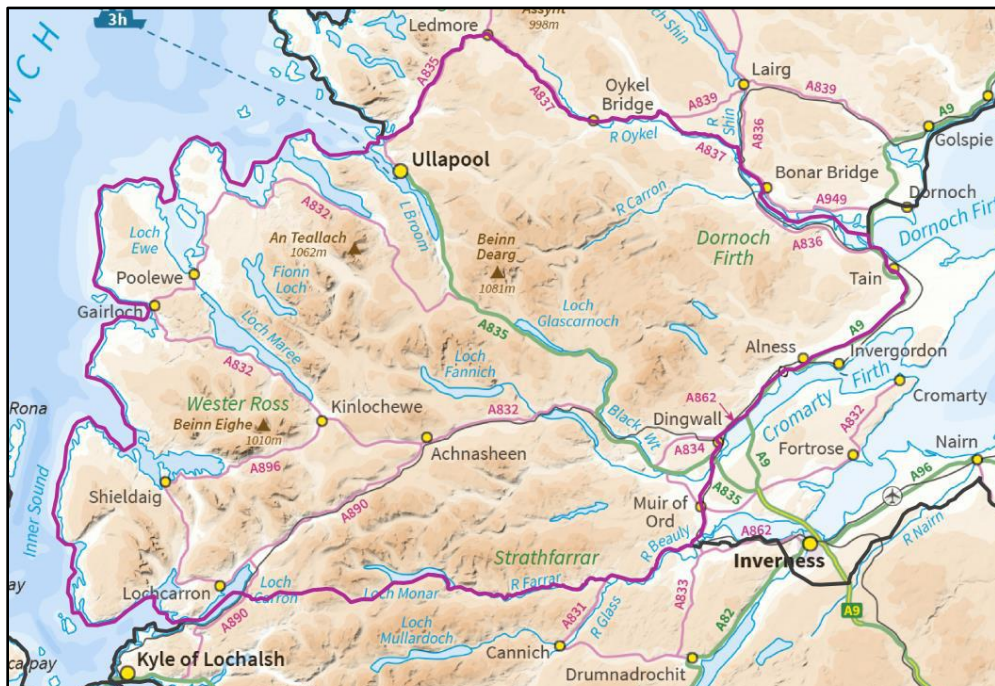 3h
C H
Ledmore
Assynt
998m
Shin
A835
A837
Oykel
Bridge
R Oykel
A839
Lairg
A839
R
Shin
A836
A9
Golspie
Ullapool
A837
Bonar Bridge
A949
Dornoch
Dornoch Firt
L Broom
R Carron
A832
An Teallach
1062m
Beinn
Dearg
1081m
Dornoch
Firth
A836
Tain
Loch
Ewe
Poolewe
Fionn
Loch
Gairloch
Loch Maree
A832
A835
Loch
Glascarnoch
A9
Alness
Invergordon
Firth
Loch
Fannich
Rona
Wester Ross
Beinn Eighe
1010m
Kinlochewe
A832
A862
Dingwall
Cromarty
Cromarty
A832
Black Wt
A834
Fortrose
Nairn
Achnasheen
A896
Shieldaig
A890
A9
A835
A96
Muir of
Ord
R Nairn
Inner Sound
R Beauly
A862
Inverness
Strathfarrar
Lochcarron
Loch
Carron
A890
Loch Monar
R Farrar
A833
A831
R Glass
A82
A9
Loch
Mullardoch
Cannich
Drumnadrochit
Kyle of Lochalsh
ay
calpay